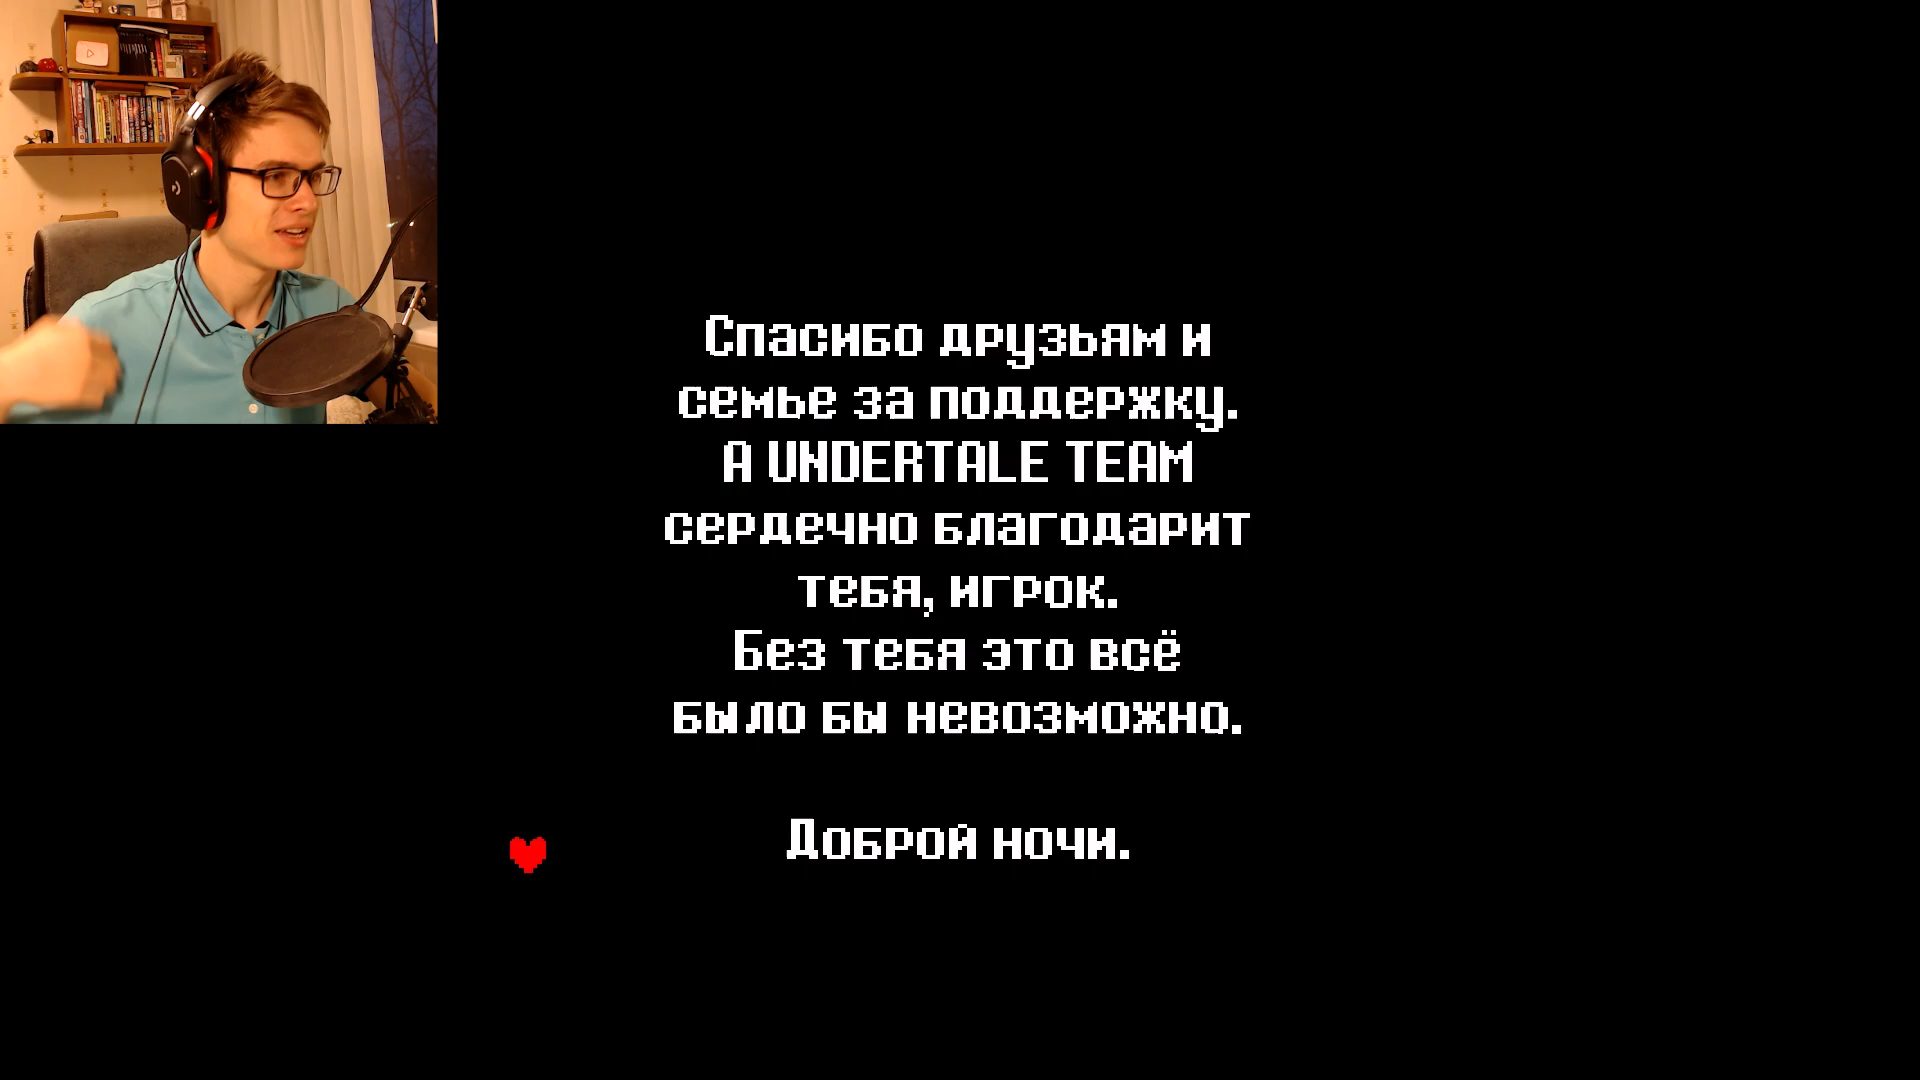 Спасибо друзьям и
семье за поддержку.
А UNDERTALE TEAM
сердечно благодарит
тебя, игрок.
Без тебя это всё
было бы невозможно.
Доброй ночи.